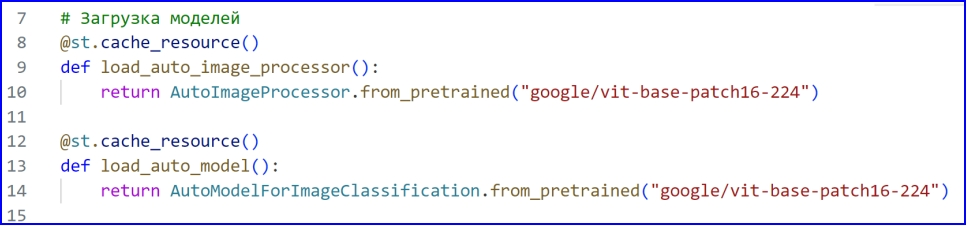 7 # Загрузка моделей
8 @st.cache_resource()
9 def load_auto_image_processor():
10 return AutoImageProcessor.from_pretrained("google/vit-base-patch16-224")
11
12 @st.cache_resource()
13 def load_auto_model():
14 return AutoModelForImageClassification.from_pretrained("google/vit-base-patch16-224")
15